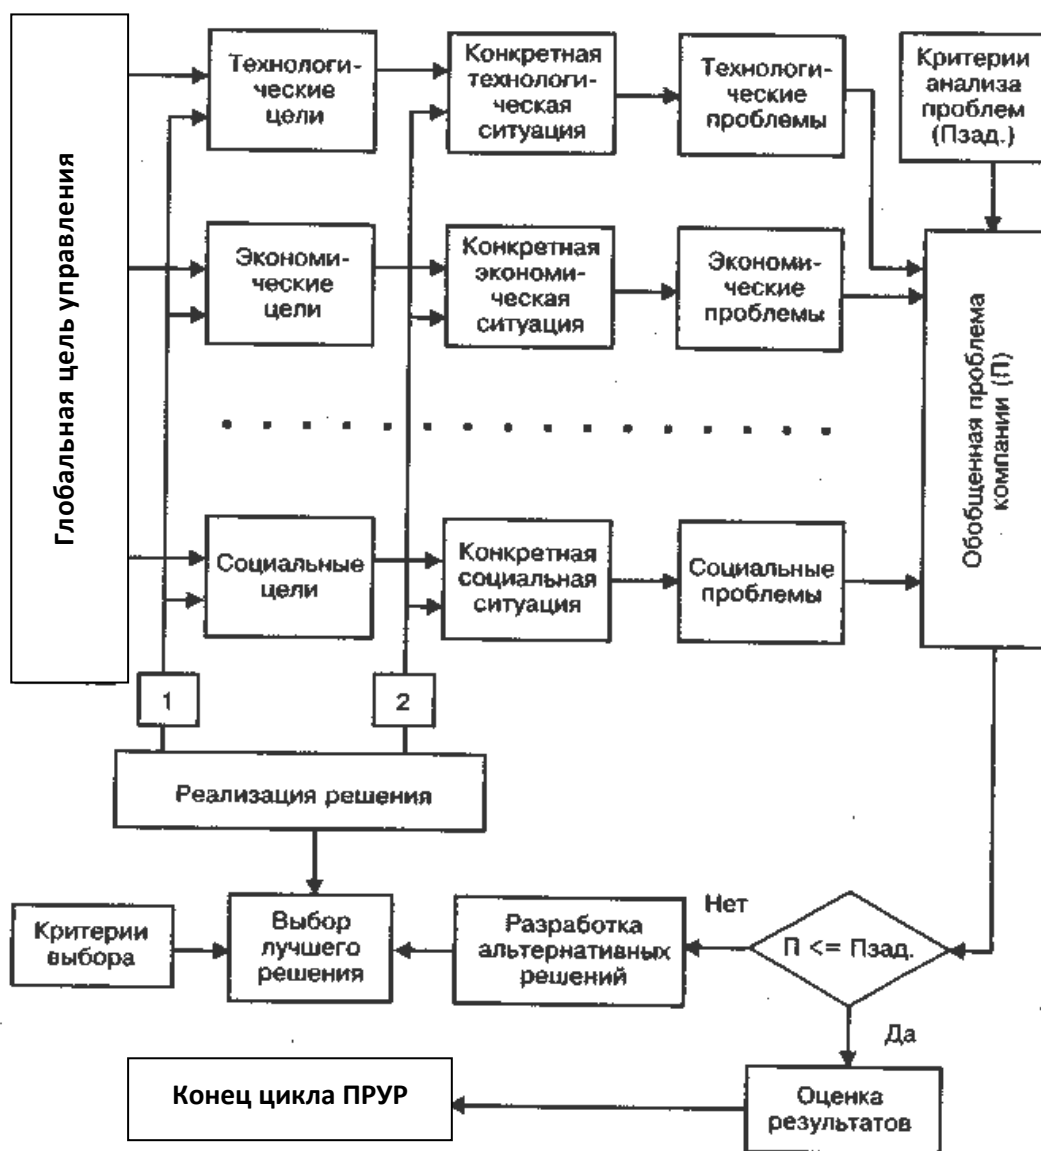 Глобальная цель управления
Технологи-
ческие
цели
Конкретная
технологи-
ческая
ситуация
Технологи-
ческие
проблемы
Критерии
анализа
проблем
(Пзад.)
Экономи-
ческие
цели
Конкретная
экономи-
ческая
ситуация
Экономи-
ческие
проблемы
Обобщенная проблема
компании (П)
Социальные
цели
Конкретная
социальная
ситуация
Социальные
проблемы
1
2
Реализация решения
Критерии
выбора
Выбор
лучшего
решения
Разработка
альтернативных
решений
Нет
П <= Пзад.
Да
Конец цикла ПРУР
Оценка
результатов